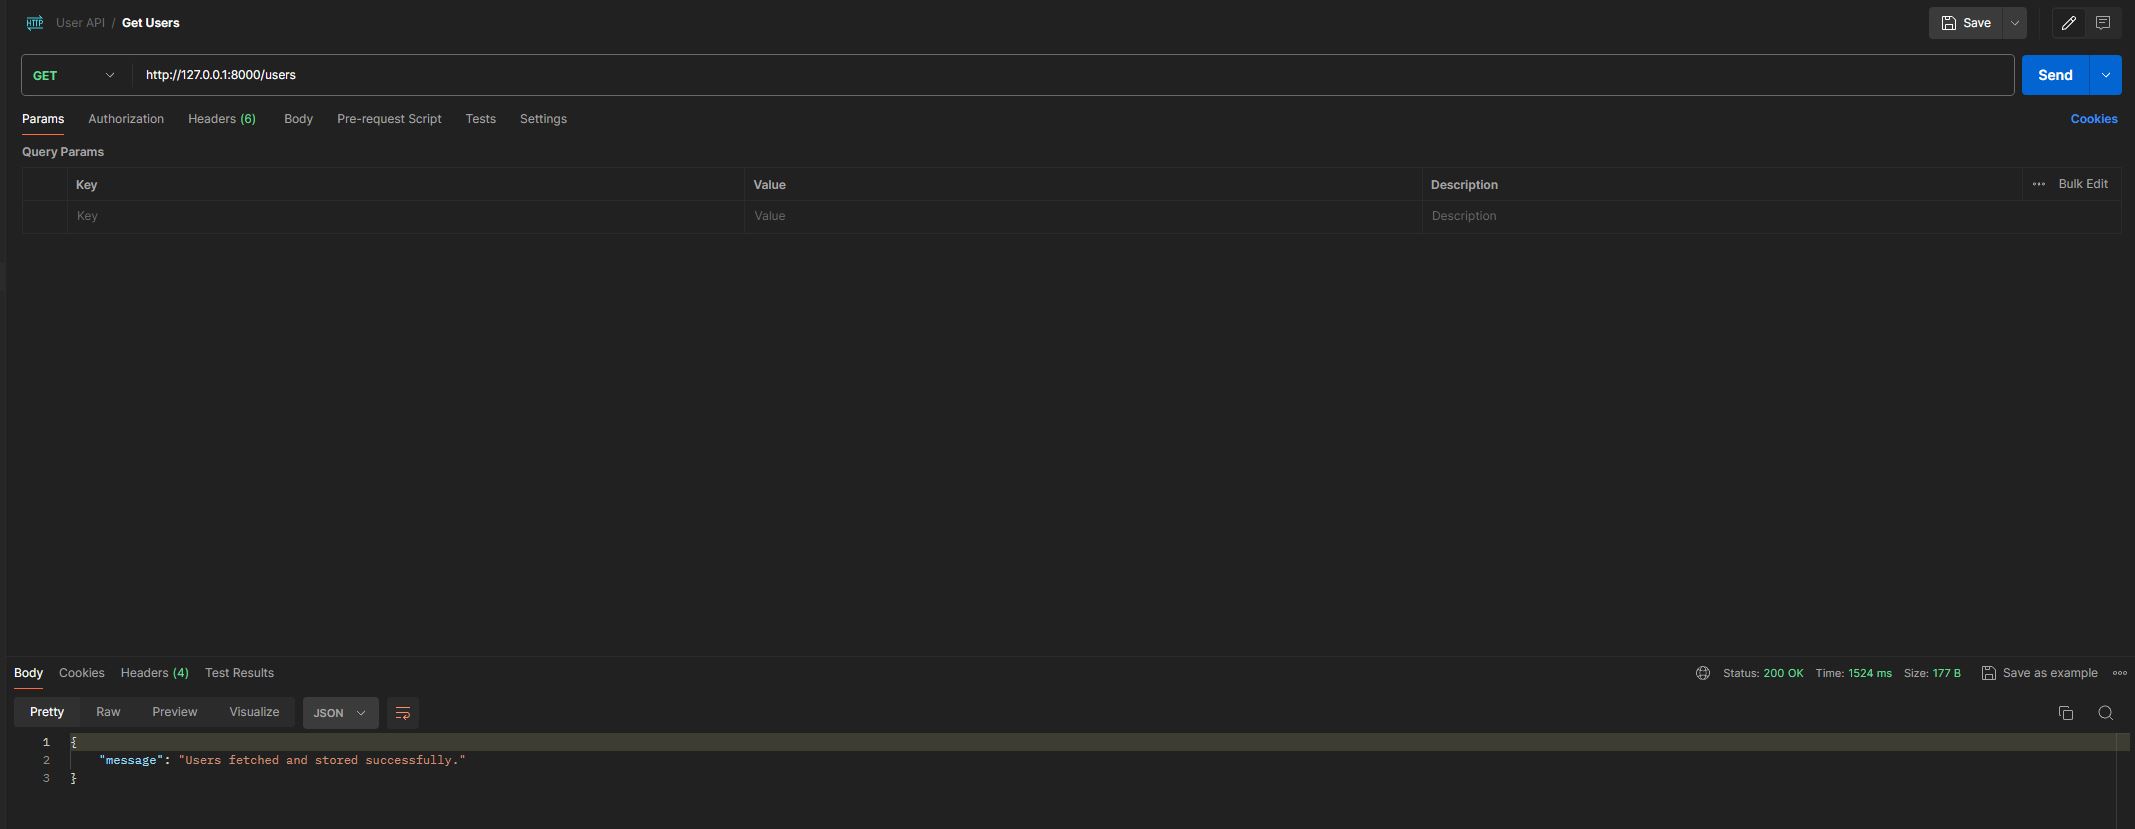 HTTP User API / Get Users Save
GET http://127.0.0.1:8000/users Send
Params Authorization Headers (6) Body Pre-request Script Tests Settings Cookies
Query Params
Key Value Description ••• Bulk Edit
Key Value Description
Body Cookies Headers (4) Test Results Status: 200 OK Time: 1524 ms Size: 177 B Save as example
Pretty Raw Preview Visualize JSON
1 {
2 "message": "Users fetched and stored successfully."
3 }